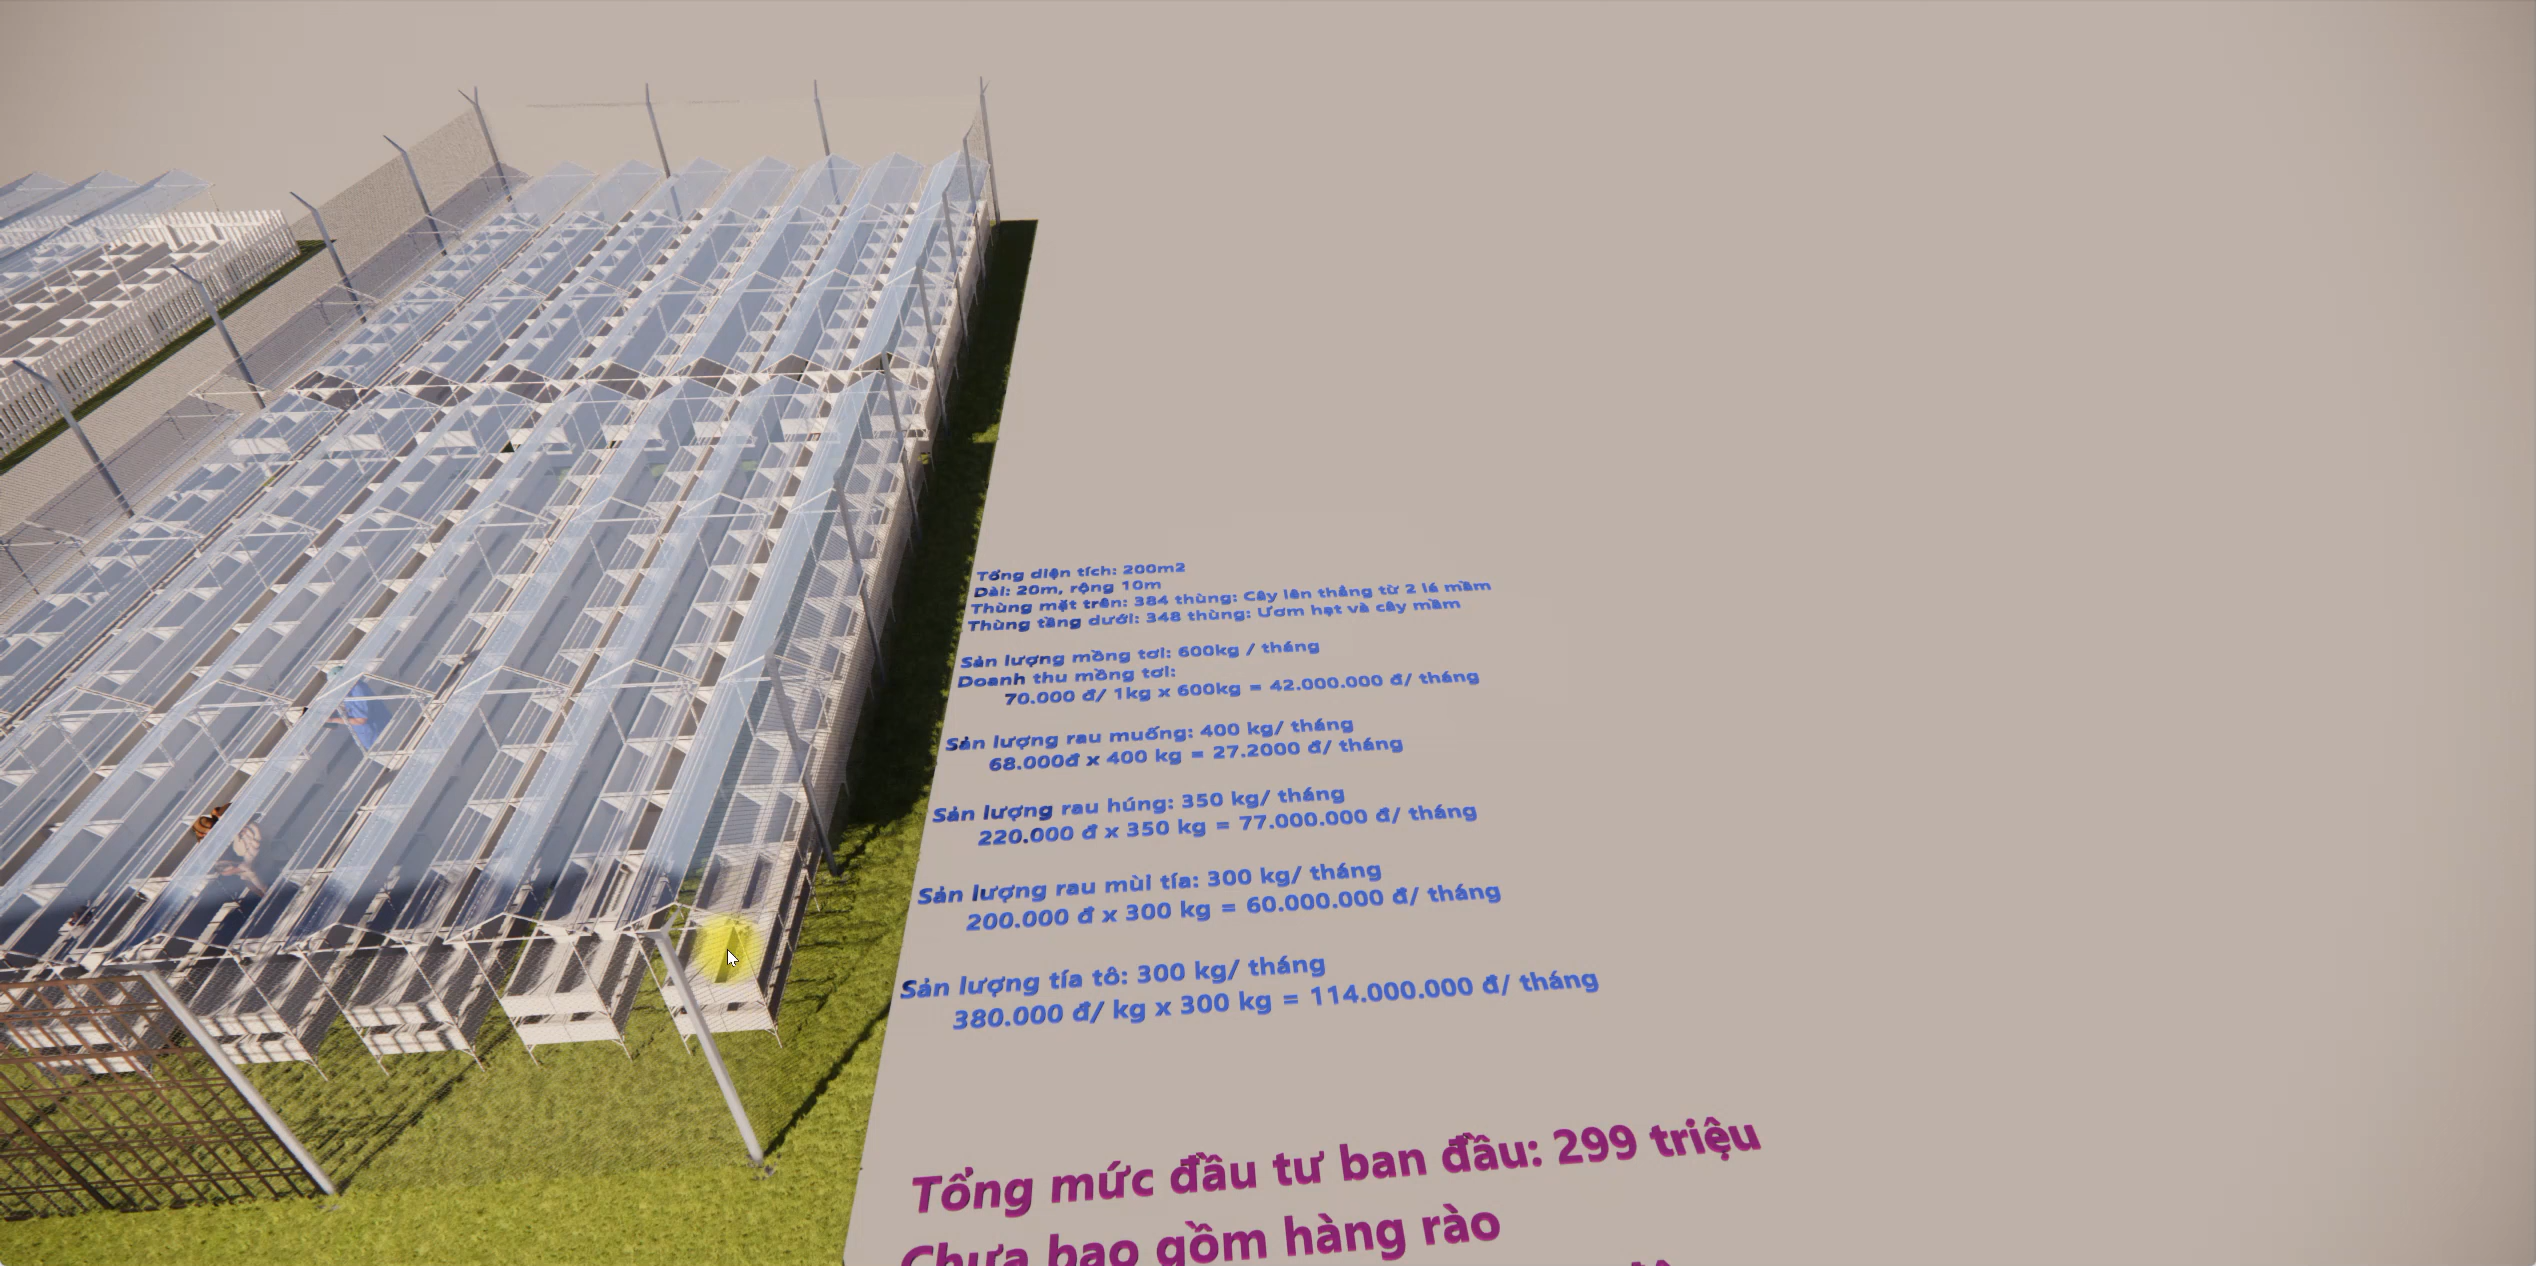 Tổng diện tích: 200m2
Dài: 20m, rộng 10m
Thùng mặt trên: 384 thùng: Cây lên thẳng từ 2 lá mầm
Thùng tầng dưới: 348 thùng: Ươm hạt và cây mầm
Sản lượng mồng tơi: 600kg / tháng
Doanh thu mồng tơi:
70.000 đ/ 1kg x 600kg = 42.000.000 đ/ tháng
Sản lượng rau muống: 400 kg/ tháng
68.000đ x 400 kg = 27.2000 đ/ tháng
Sản lượng rau húng: 350 kg/ tháng
220.000 đ x 350 kg = 77.000.000 đ/ tháng
Sản lượng rau mùi tía: 300 kg/ tháng
200.000 đ x 300 kg = 60.000.000 đ/ tháng
Sản lượng tía tô: 300 kg/ tháng
380.000 đ/ kg x 300 kg = 114.000.000 đ/ tháng
Tổng mức đầu tư ban đầu: 299 triệu
Chưa bao gồm hàng rào